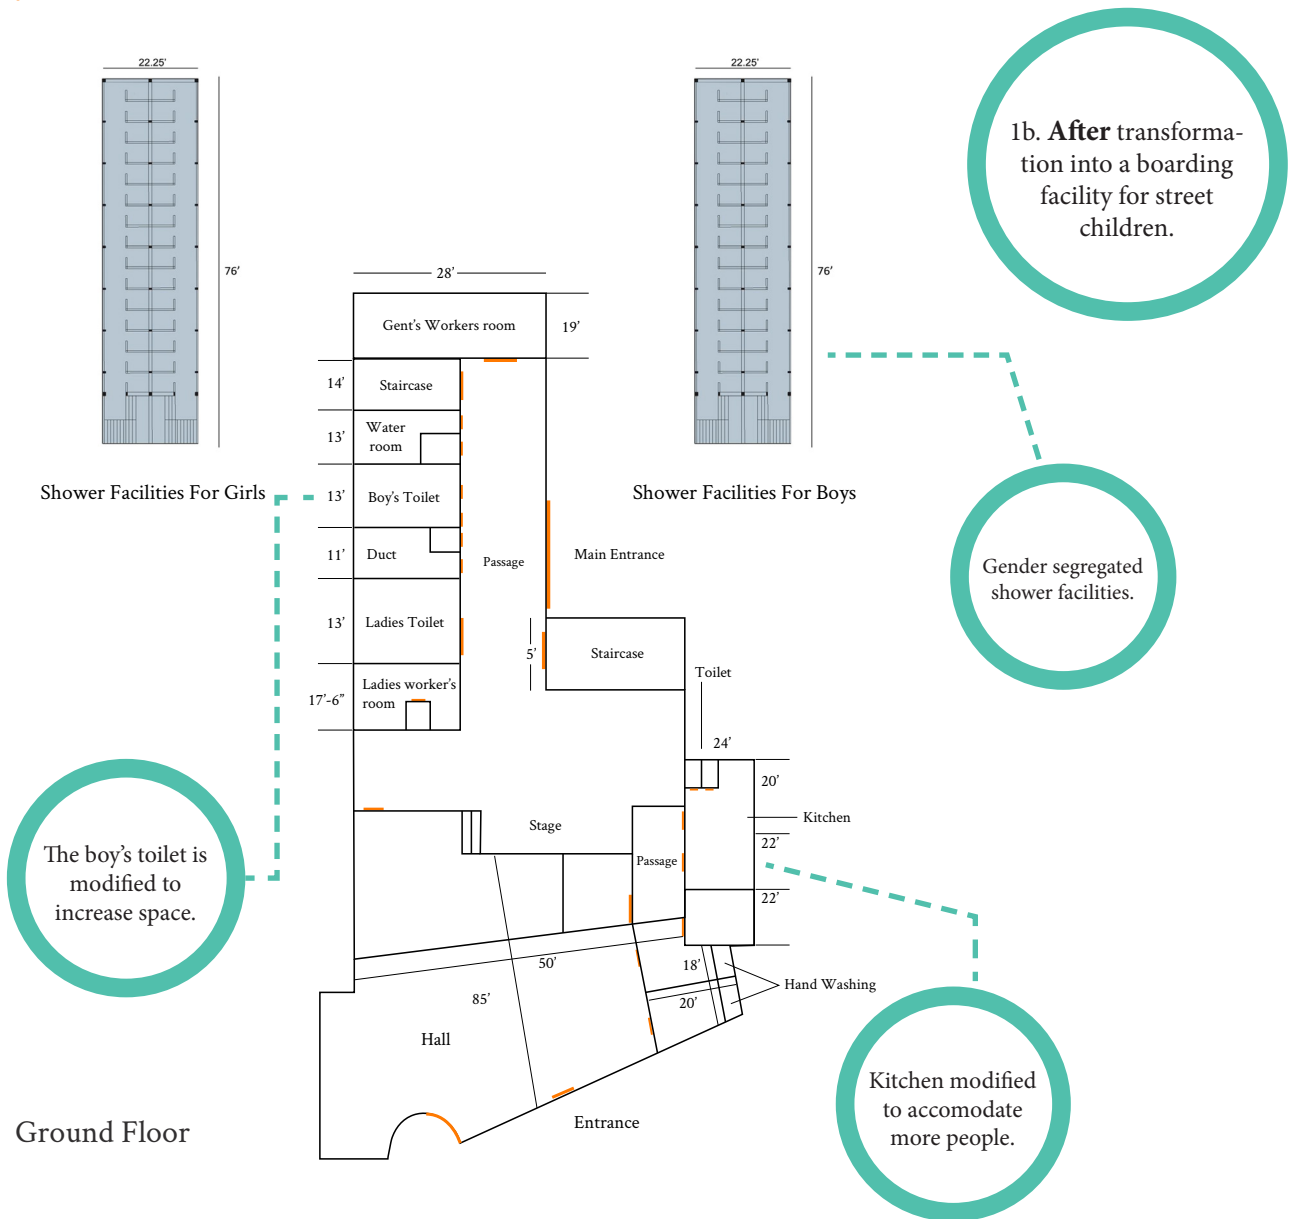 22.25'
76'
Shower Facilities For Girls
22.25'
76'
Shower Facilities For Boys
1b. After transforma-
tion into a boarding
facility for street
children.
28'
Gent's Workers room
19'
14'
Staircase
13'
Water
room
13'
Boy's Toilet
11'
Duct
Passage
Main Entrance
13'
Ladies Toilet
5'
Staircase
17'-6"
Ladies worker's
room
Toilet
24'
20'
Kitchen
22'
22'
Stage
Passage
50'
18'
Hand Washing
85'
20'
Hall
Entrance
Ground Floor
Gender segregated
shower facilities.
The boy's toilet is
modified to
increase space.
Kitchen modified
to accomodate
more people.